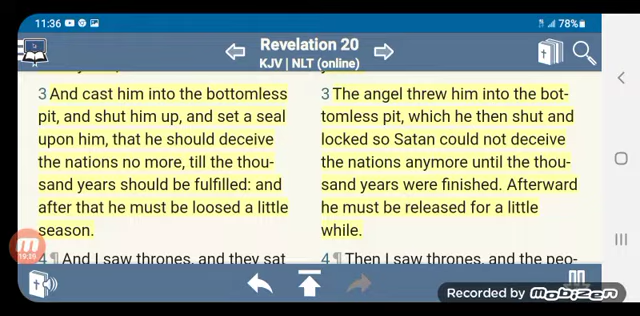 11:36
78%
Revelation 20
KJV | NLT (online)
3 And cast him into the bottomless
pit, and shut him up, and set a seal
upon him, that he should deceive
the nations no more, till the thou-
sand years should be fulfilled: and
after that he must be loosed a little
season.
4 ¶ And I saw thrones, and they sat
3 The angel threw him into the bot-
tomless pit, which he then shut and
locked so Satan could not deceive
the nations anymore until the thou-
sand years were finished. Afterward
he must be released for a little
while.
4 ¶ Then I saw thrones, and the peo-
Recorded by mobizen